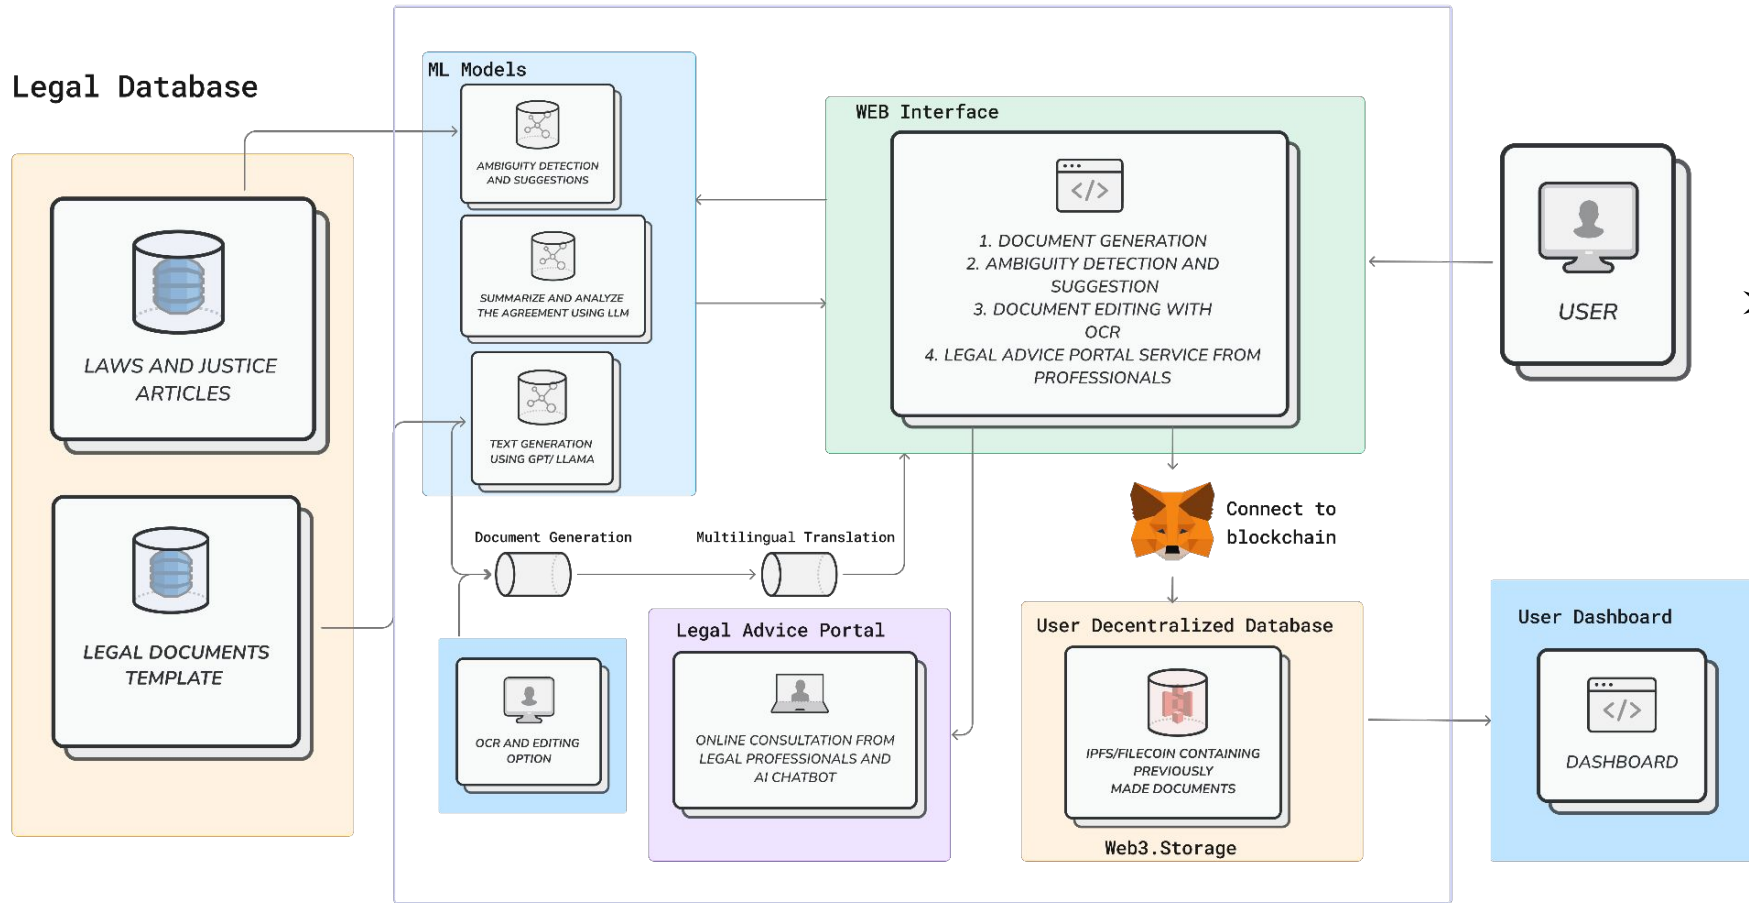 Legal Database
LAWS AND JUSTICE
ARTICLES
LEGAL DOCUMENTS
TEMPLATE
ML Models
AMBIGUITY DETECTION
AND SUGGESTIONS
SUMMARIZE AND ANALYZE
THE AGREEMENT USING LLM
TEXT GENERATION
USING GPT/ LLAMA
WEB Interface
1. DOCUMENT GENERATION
2. AMBIGUITY DETECTION AND
SUGGESTION
3. DOCUMENT EDITING WITH
OCR
4. LEGAL ADVICE PORTAL SERVICE FROM
PROFESSIONALS
USER
Document Generation
Multilingual Translation
Connect to
blockchain
OCR AND EDITING
OPTION
Legal Advice Portal
ONLINE CONSULTATION FROM
LEGAL PROFESSIONALS AND
AI CHATBOT
User Decentralized Database
IPFS/FILECOIN CONTAINING
PREVIOUSLY
MADE DOCUMENTS
Web3.Storage
User Dashboard
DASHBOARD